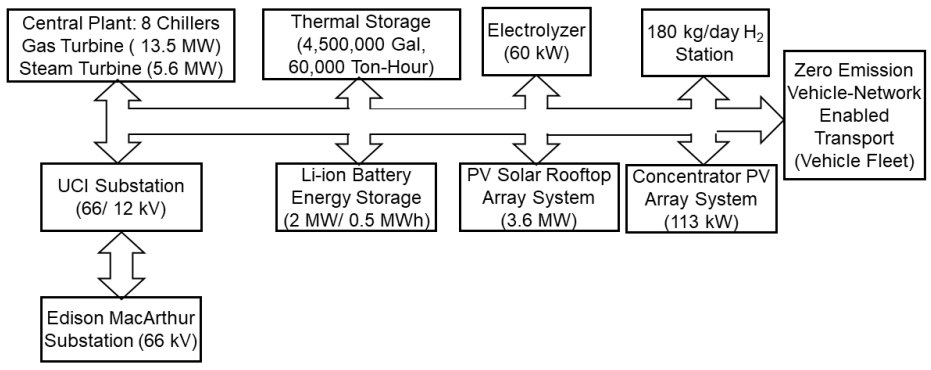 Central Plant: 8 Chillers
Gas Turbine ( 13.5 MW)
Steam Turbine (5.6 MW)
Thermal Storage
(4,500,000 Gal,
60,000 Ton-Hour)
Electrolyzer
(60 kW)
180 kg/day H₂
Station
Zero Emission
Vehicle-Network
Enabled
Transport
(Vehicle Fleet)
UCI Substation
(66/ 12 kV)
Li-ion Battery
Energy Storage
(2 MW/ 0.5 MWh)
PV Solar Rooftop
Array System
(3.6 MW)
Concentrator PV
Array System
(113 kW)
Edison MacArthur
Substation (66 kV)